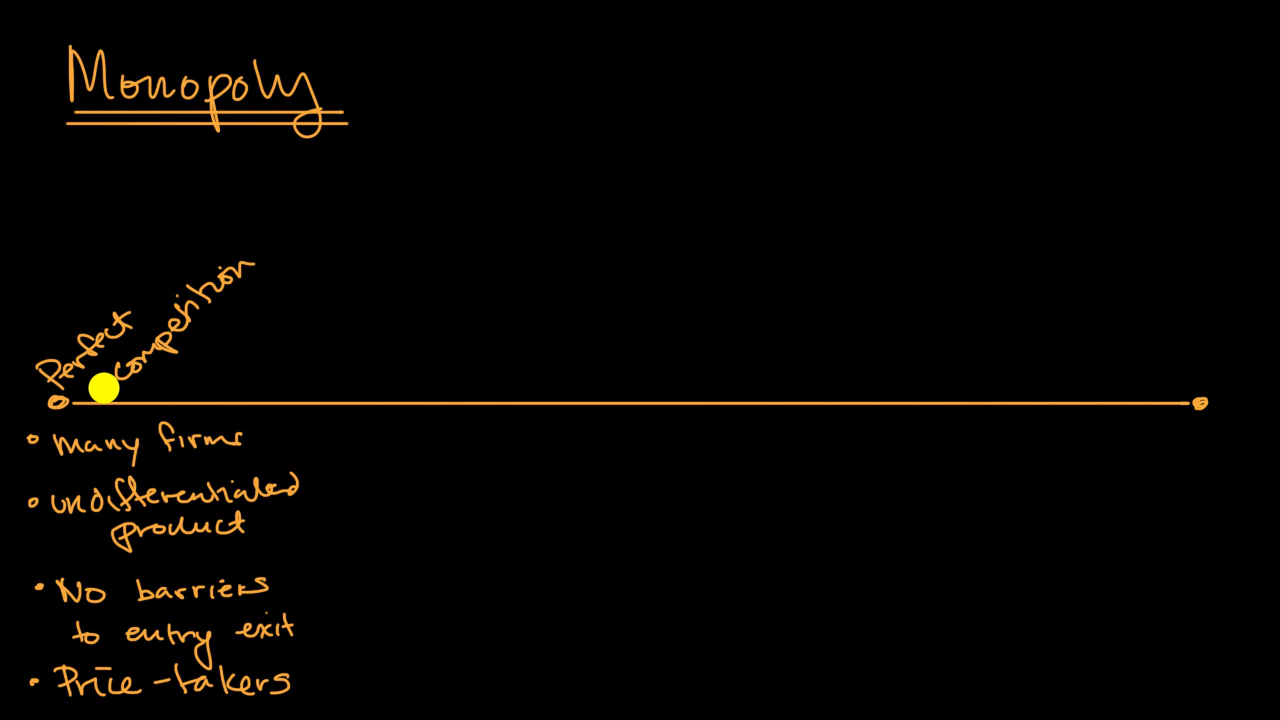 Monopoly
Perfect
competition
• many firms
• undifferentiated
product
• No barriers
to entry exit
• Price-takers